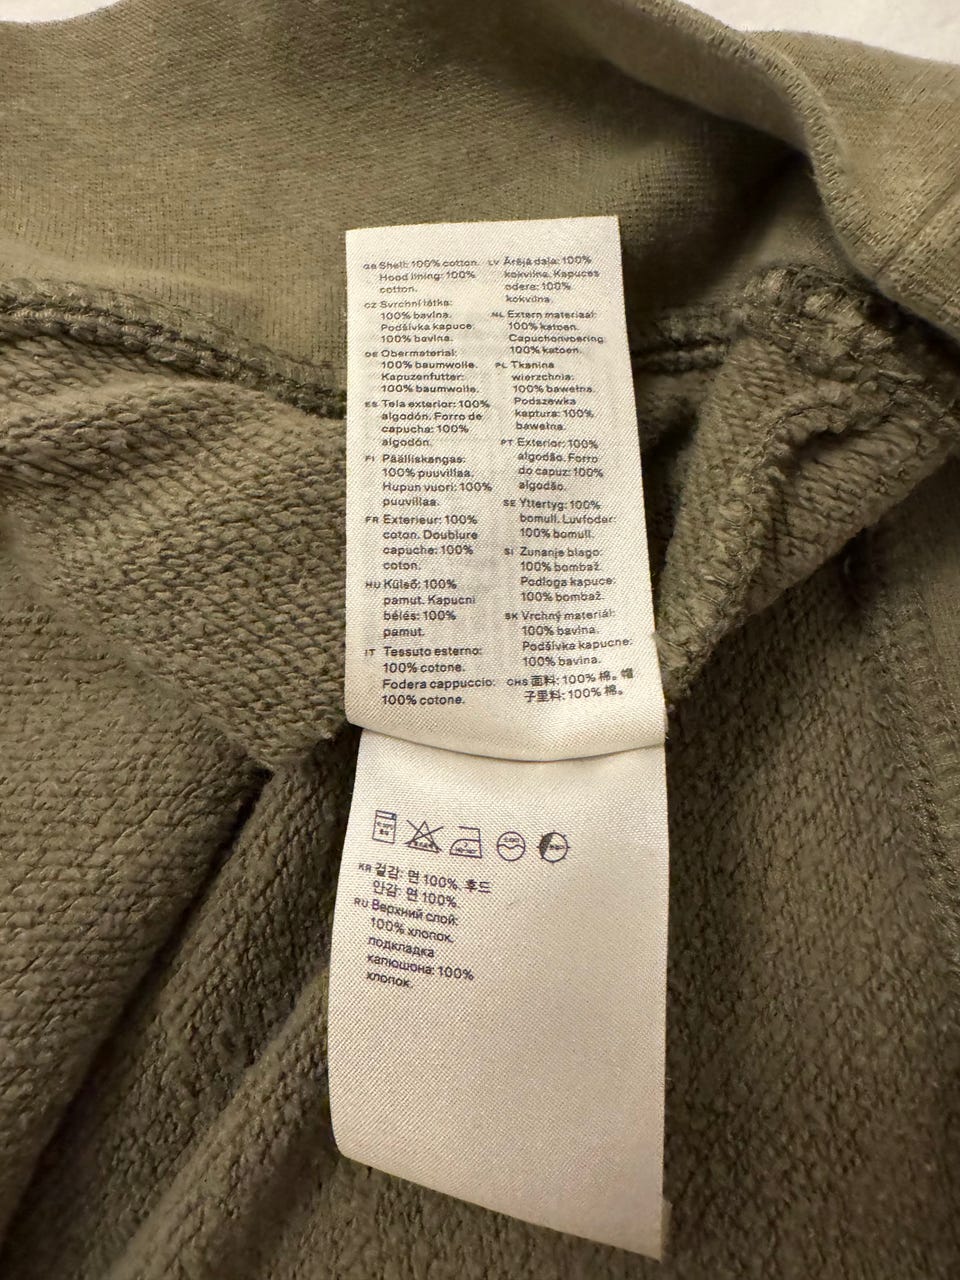 GB Shell: 100% cotton.
Hood lining: 100%
cotton.
CZ Svrchní látka:
100% bavlna.
Podšívka kapuce:
100% bavlna.
DE Obermaterial:
100% baumwolle.
Kapuzenfutter:
100% baumwolle.
ES Tela exterior: 100%
algodón. Forro de
capucha: 100%
algodón.
FI Päälliskangas:
100% puuvillaa.
Hupun vuori: 100%
puuvillaa.
FR Exterieur: 100%
coton. Doublure
capuche: 100%
coton.
HU Külső: 100%
pamut. Kapucni
bélés: 100%
pamut.
IT Tessuto esterno:
100% cotone.
Fodera cappuccio:
100% cotone.
LV Ārējā daļa: 100%
kokvilna. Kapuces
odere: 100%
kokvilna.
NL Extern materiaal:
100% katoen.
Capuchonvoering:
100% katoen.
PL Tkanina
wierzchnia:
100% bawełna.
Podszewka
kaptura: 100%
bawełna.
PT Exterior: 100%
algodão. Forro
do capuz: 100%
algodão.
SE Yttertyg: 100%
bomull. Luvfoder:
100% bomull.
SI Zunanje blago:
100% bombaž.
Podloga kapuce:
100% bombaž.
SK Vrchný materiál:
100% bavlna.
Podšívka kapucne:
100% bavlna.
CHS 面料: 100% 棉。帽
子里料: 100% 棉。
KR 겉감: 면 100%. 후드
안감: 면 100%.
RU Верхний слой:
100% хлопок.
подкладка
капюшона: 100%
хлопок.